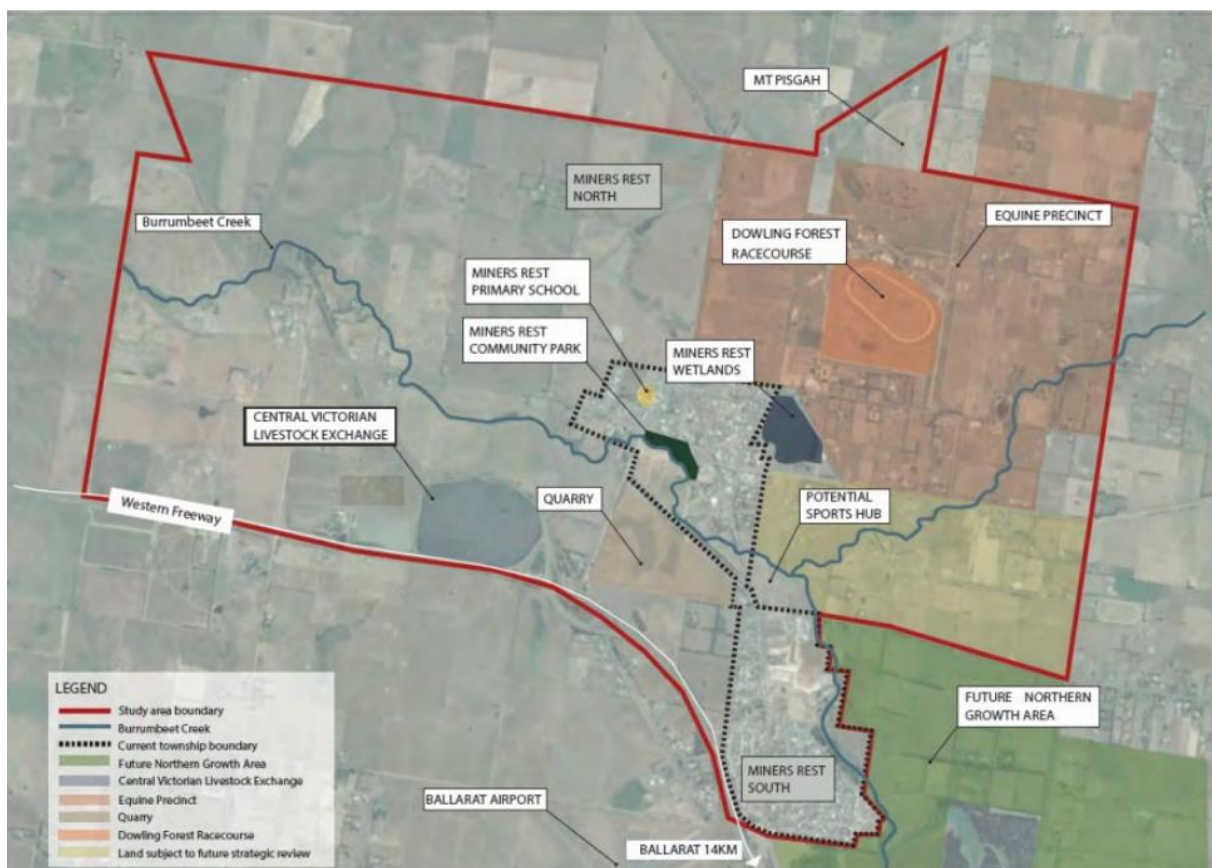 MT PISGAH
MINERS REST
NORTH
Burrumbeet Creek
EQUINE PRECINCT
DOWLING FOREST
RACECOURSE
MINERS REST
PRIMARY SCHOOL
MINERS REST
COMMUNITY PARK
MINERS REST
WETLANDS
CENTRAL VICTORIAN
LIVESTOCK EXCHANGE
Western Freeway
QUARRY
POTENTIAL
SPORTS HUB
FUTURE NORTHERN
GROWTH AREA
MINERS REST
SOUTH
BALLARAT AIRPORT
BALLARAT 14KM
LEGEND
Study area boundary
Burrumbeet Creek
Current township boundary
Future Northern Growth Area
Central Victorian Livestock Exchange
Equine Precinct
Quarry
Dowling Forest Racecourse
Land subject to future strategic review